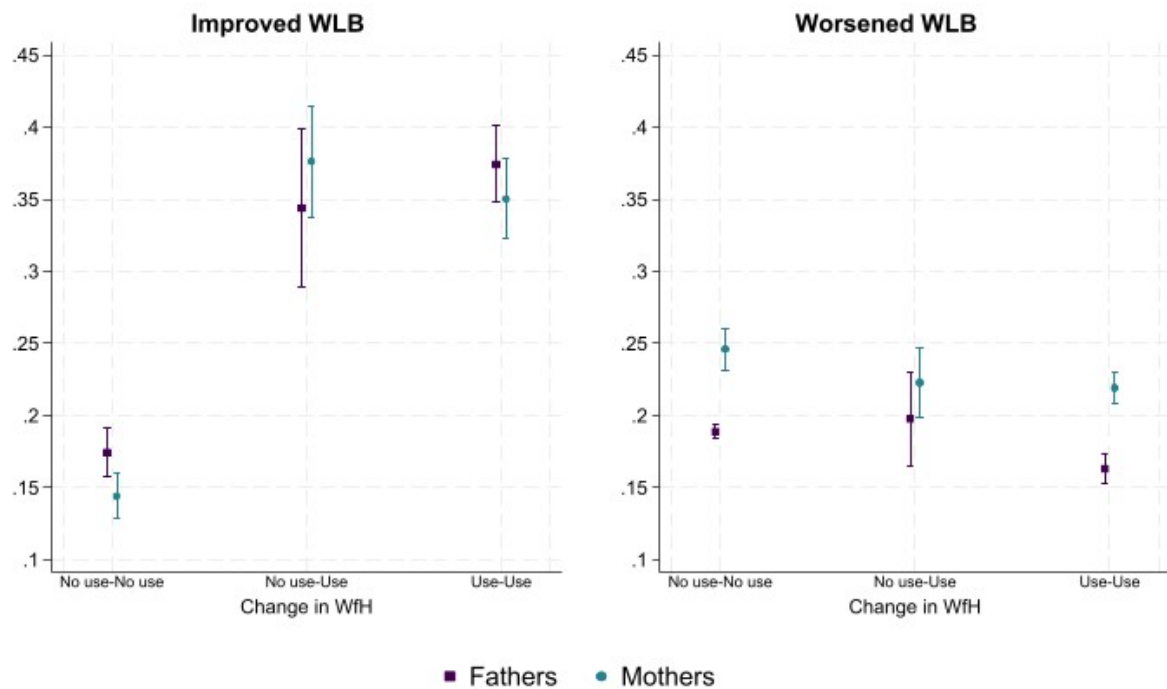 Improved WLB
.45
.4
.35
.3
.25
.2
.15
.1
No use-No use No use-Use Use-Use
Change in WfH
Worsened WLB
.45
.4
.35
.3
.25
.2
.15
.1
No use-No use No use-Use Use-Use
Change in WfH
Fathers Mothers